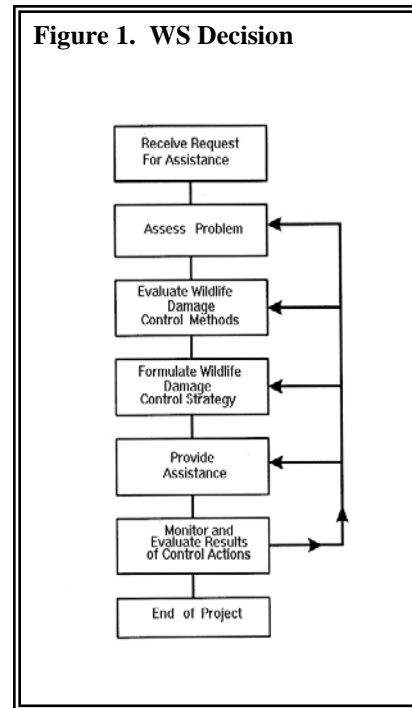 Figure 1. WS Decision
Receive Request
For Assistance
Assess Problem
Evaluate Wildlife
Damage
Control Methods
Formulate Wildlife
Damage
Control Strategy
Provide
Assistance
Monitor and
Evaluate Results
of Control Actions
End of Project